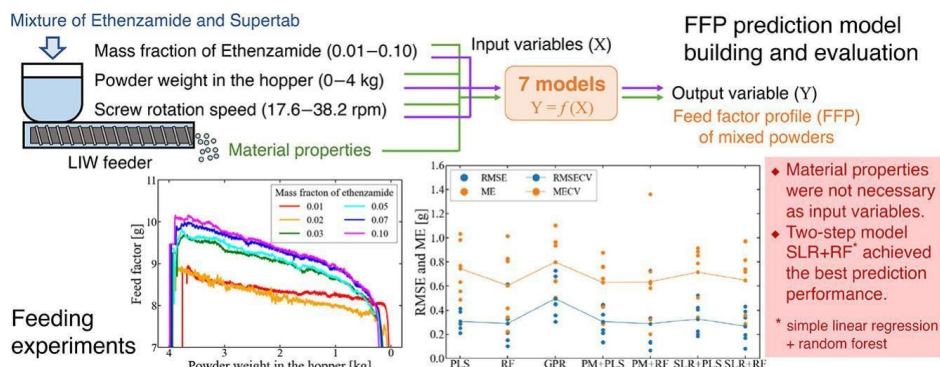 Mixture of Ethenzamide and Supertab
Mass fraction of Ethenzamide (0.01−0.10)
Powder weight in the hopper (0−4 kg)
Screw rotation speed (17.6−38.2 rpm)
LIW feeder
Material properties
Input variables (X)
7 models
Y = f (X)
FFP prediction model
building and evaluation
Output variable (Y)
Feed factor profile (FFP)
of mixed powders
Feeding
experiments
Feed factor [g]
11
10
9
8
7
Mass fracton of ethenzamide
0.01 0.05
0.02 0.07
0.03 0.10
4 3 2 1 0
Powder weight in the hopper [kg]
RMSE and ME [g]
1.6
1.4
1.2
1.0
0.8
0.6
0.4
0.2
0.0
RMSE RMSECV
ME MECV
PLS RF GPR PM+PLS PM+RF SLR+PLS SLR+RF
◆ Material properties
were not necessary
as input variables.
◆ Two-step model
SLR+RF* achieved
the best prediction
performance.
* simple linear regression
+ random forest